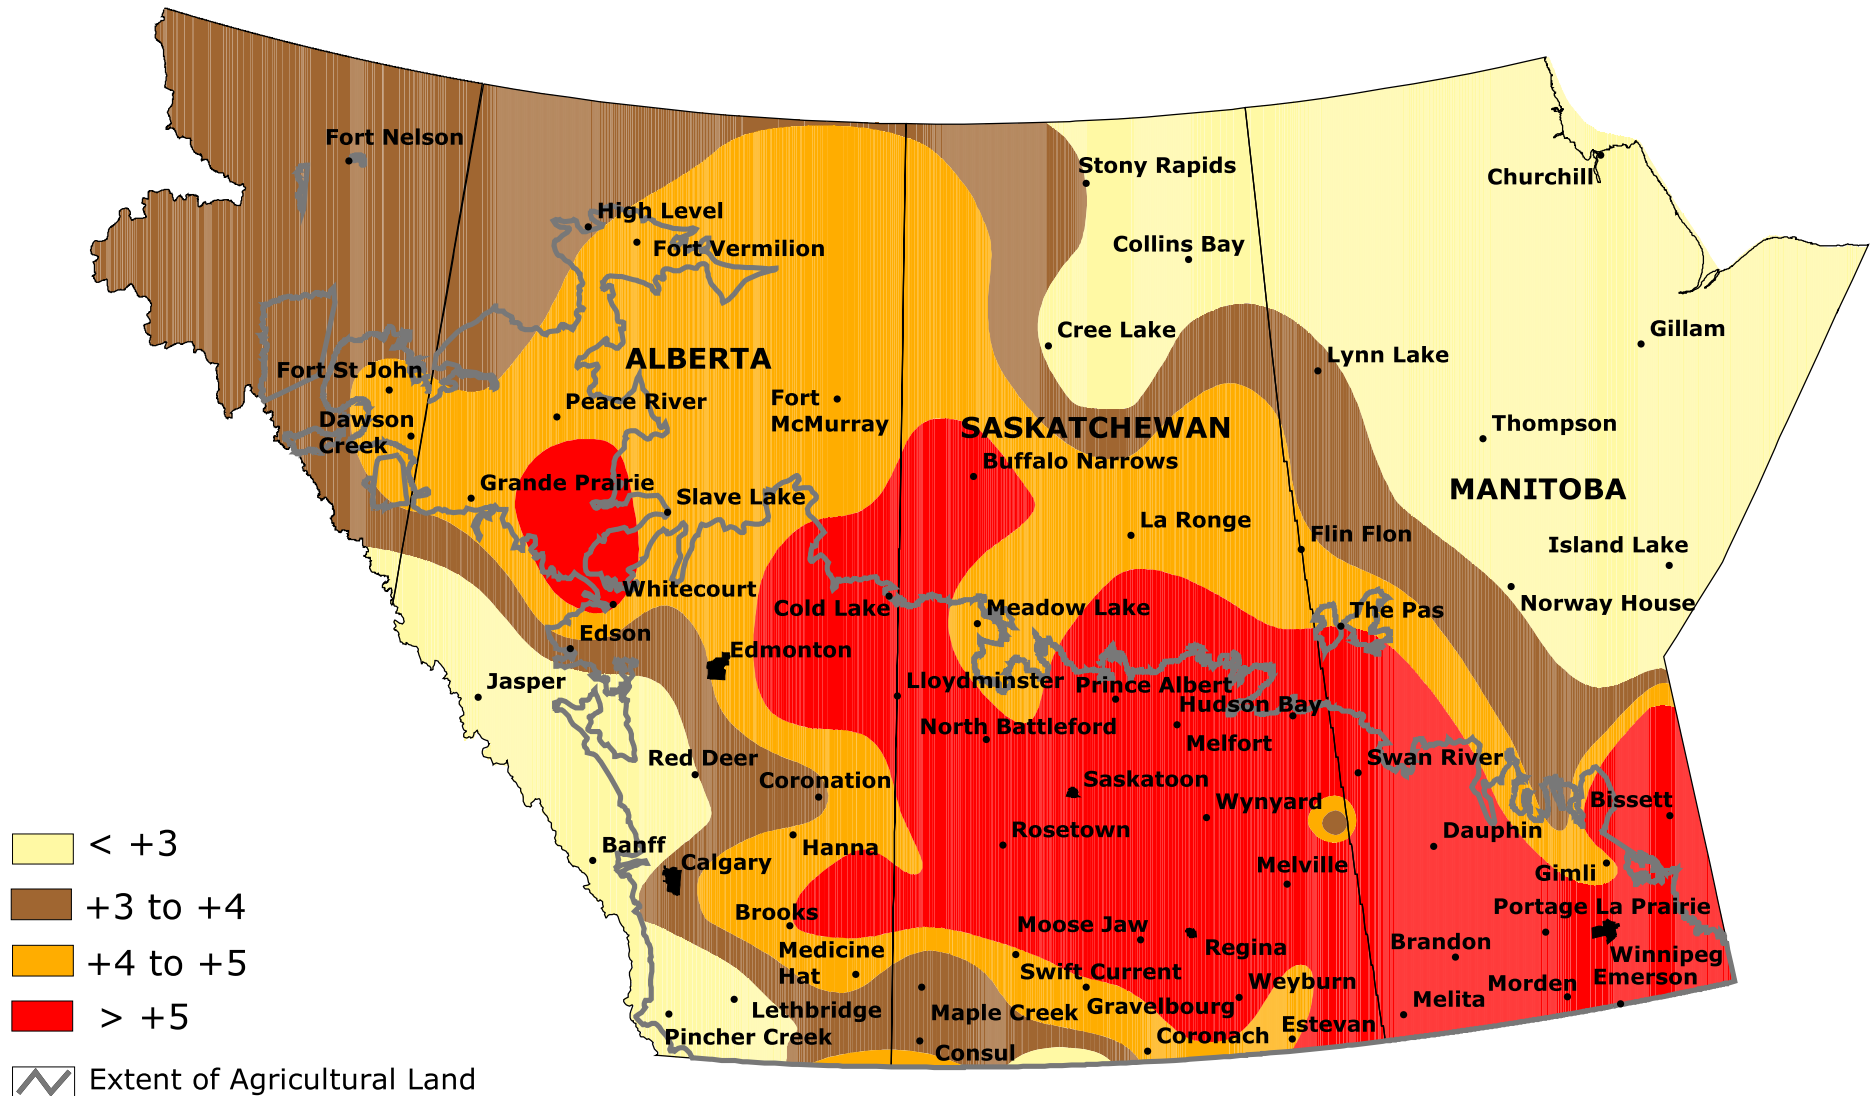 Fort Nelson
Stony Rapids
Churchill
High Level
Fort Vermilion
Collins Bay
Cree Lake
Gillam
Lynn Lake
ALBERTA
Fort St John
Peace River
Fort
McMurray
Dawson
Creek
SASKATCHEWAN
Thompson
Buffalo Narrows
Grande Prairie
Slave Lake
MANITOBA
La Ronge
Flin Flon
Island Lake
Whitecourt
Cold Lake
Meadow Lake
The Pas
Norway House
Edson
Edmonton
Jasper
Lloydminster
Prince Albert
Hudson Bay
North Battleford
Melfort
Red Deer
Coronation
Saskatoon
Swan River
Wynyard
Bissett
Rosetown
Dauphin
Banff
Hanna
Calgary
Melville
Gimli
Brooks
Moose Jaw
Portage La Prairie
Medicine
Hat
Regina
Brandon
Winnipeg
Swift Current
Weyburn
Morden
Emerson
Lethbridge
Maple Creek
Gravelbourg
Melita
Pincher Creek
Consul
Coronach
Estevan
< +3
+3 to +4
+4 to +5
> +5
Extent of Agricultural Land